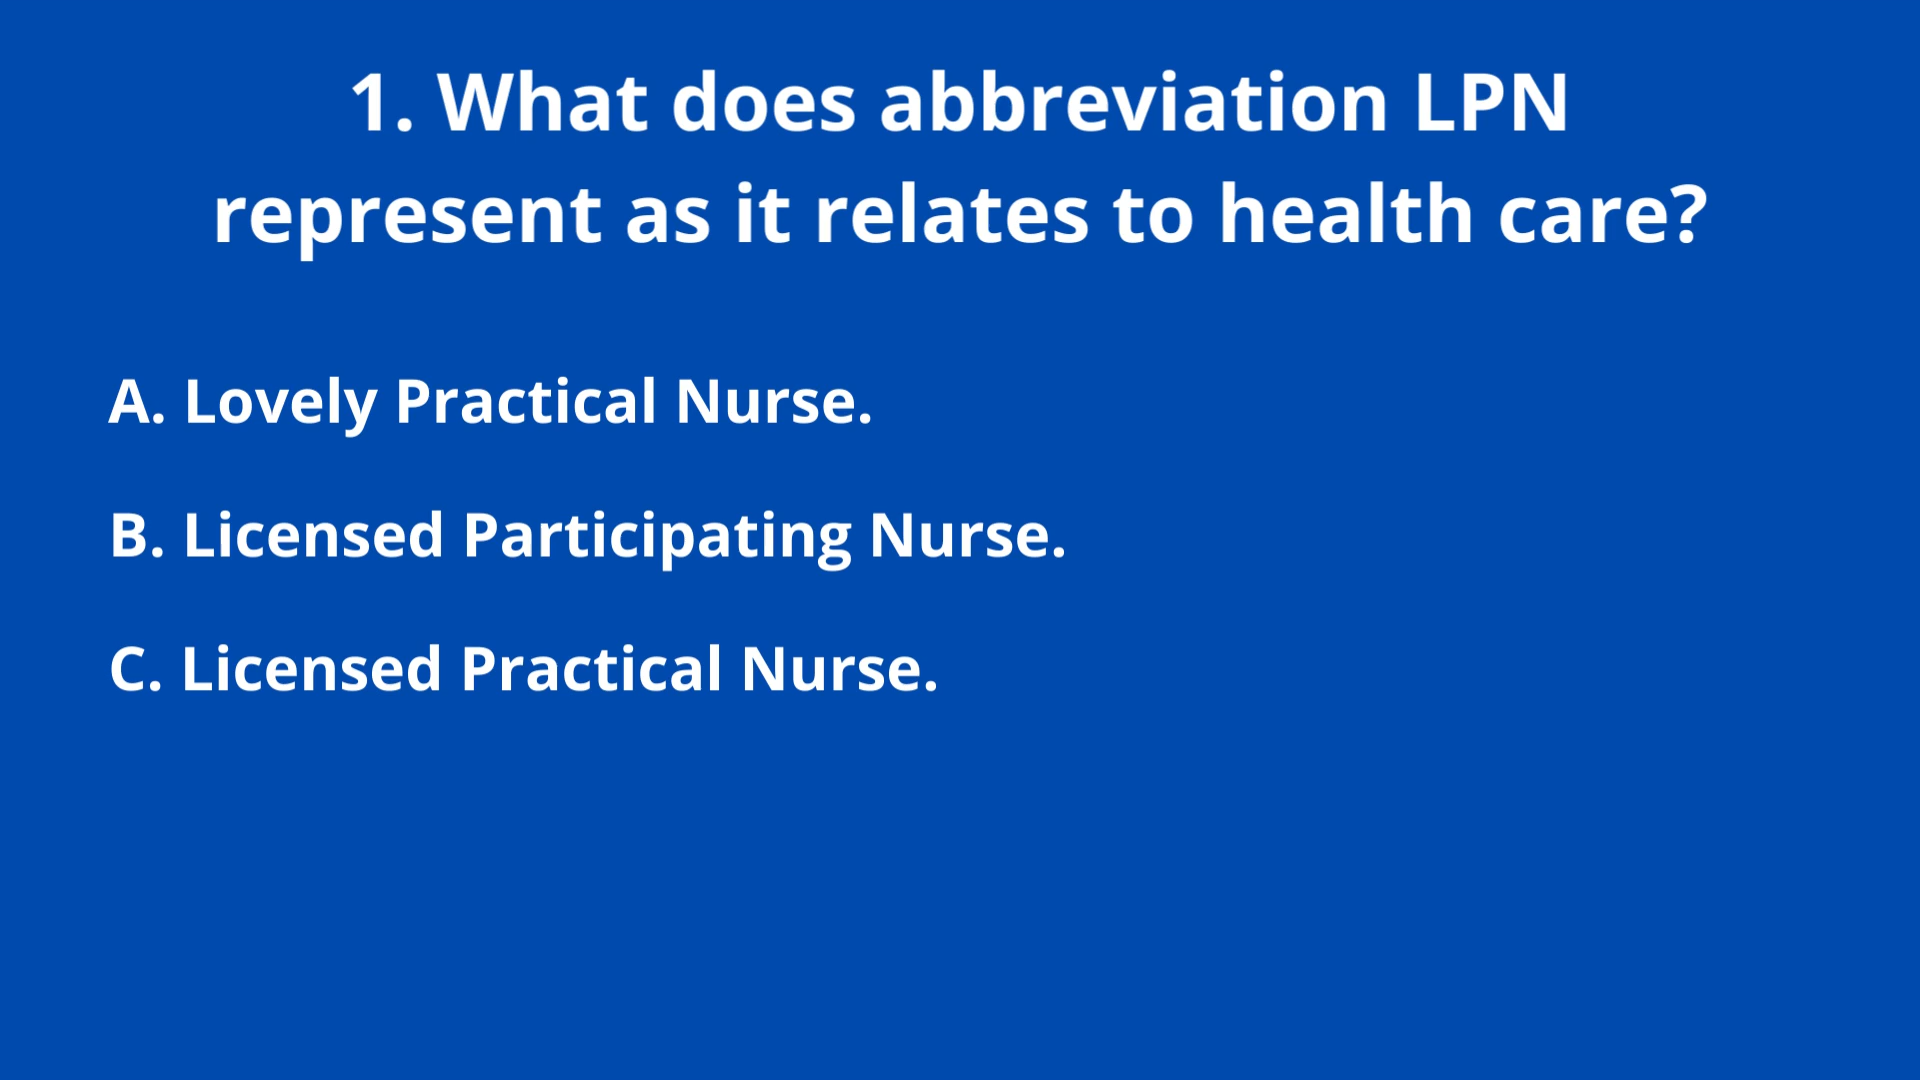 1. What does abbreviation LPN
represent as it relates to health care?
A. Lovely Practical Nurse.
B. Licensed Participating Nurse.
C. Licensed Practical Nurse.